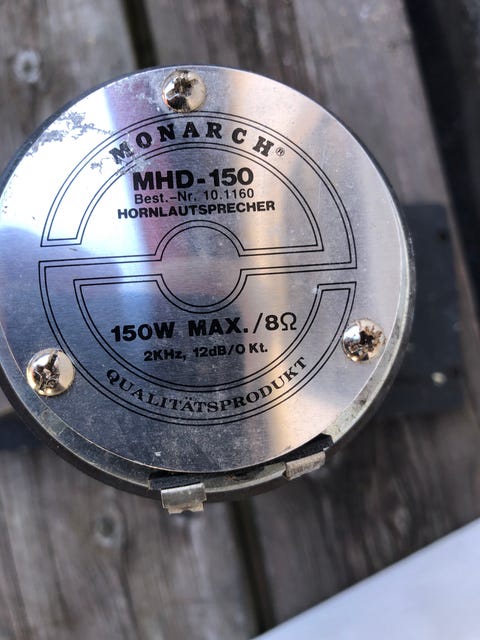 MONARCH®
MHD-150
Best.-Nr. 10.1160
HORNLAUTSPRECHER
150W MAX./8Ω
2KHz, 12dB/O Kt.
QUALITÄTSPRODUKT